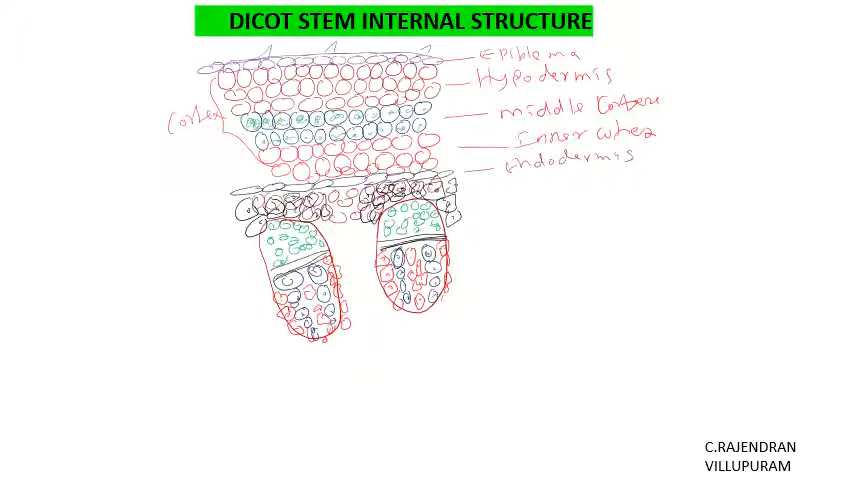 DICOT STEM INTERNAL STRUCTURE
Epiblema
Hypodermis
middle Cortex
Cortex
Inner Cortex
Endodermis
C.RAJENDRAN
VILLUPURAM